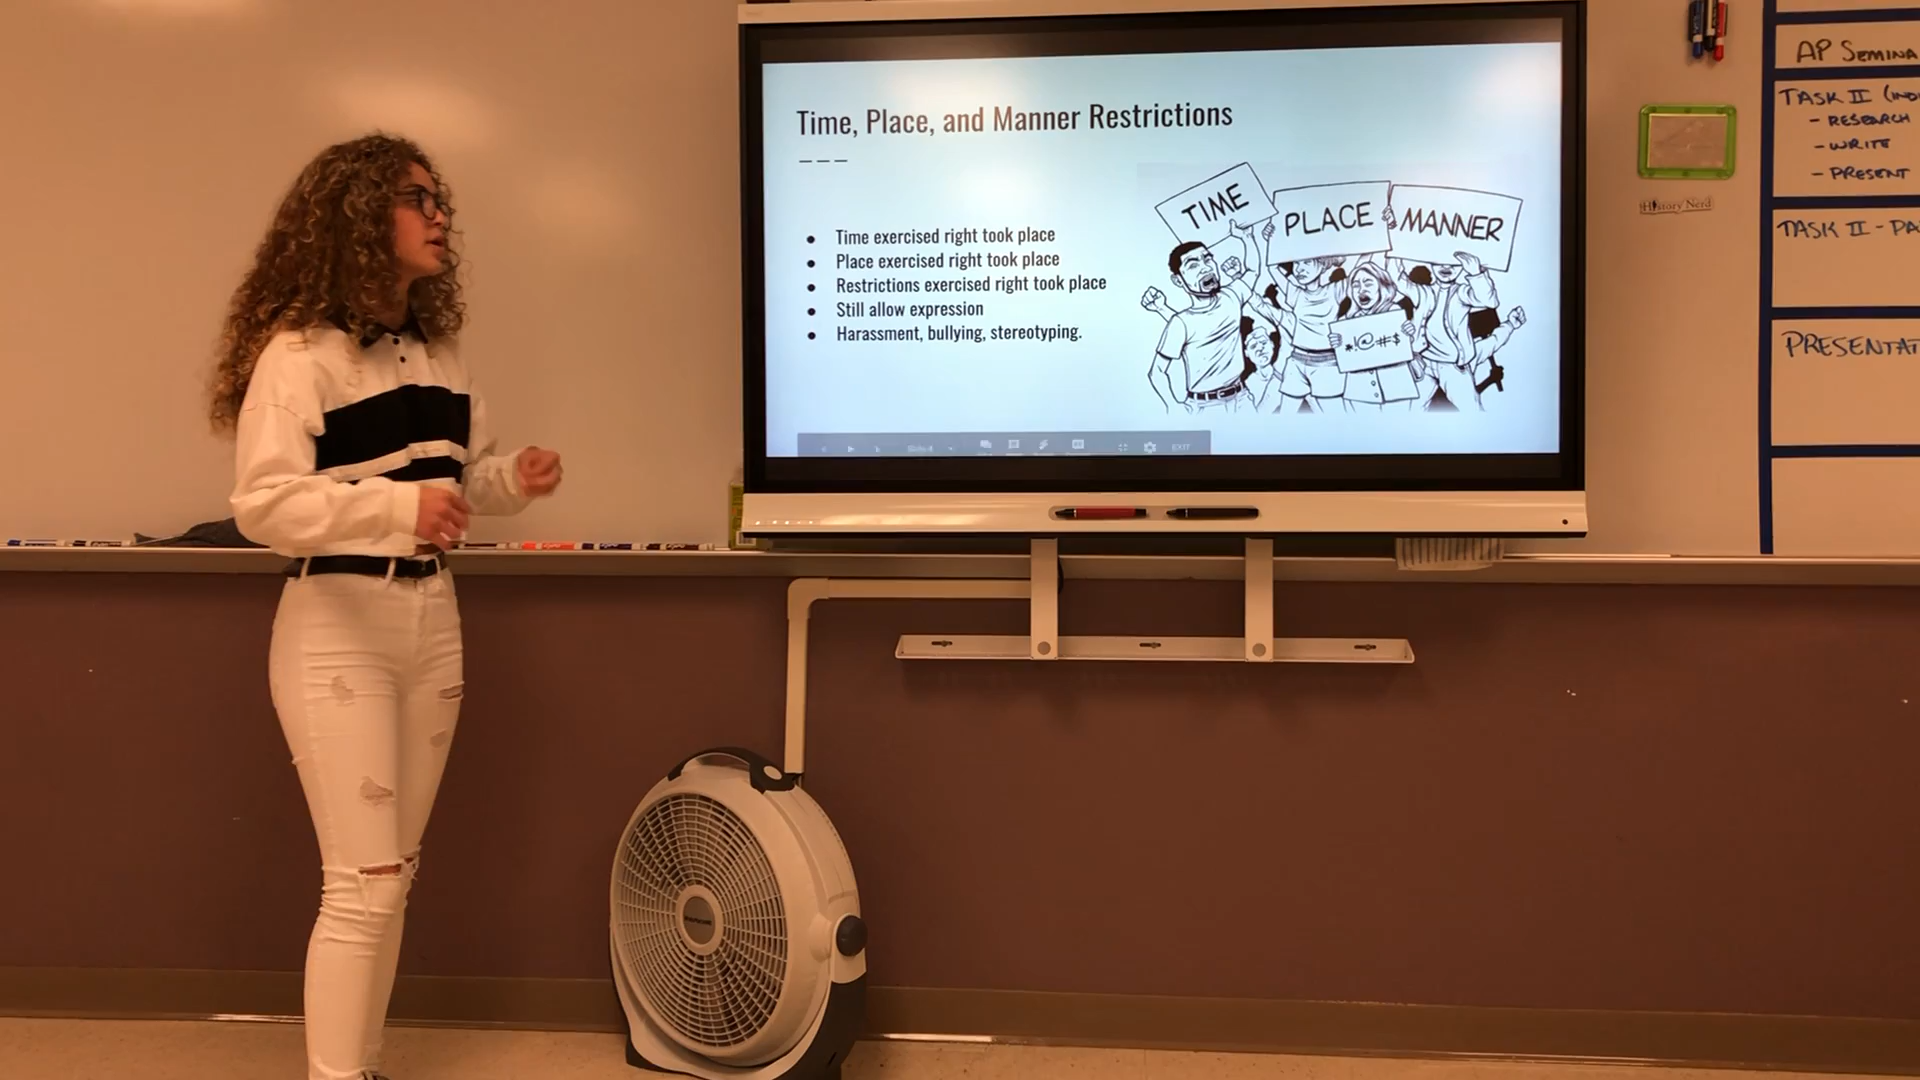 Time, Place, and Manner Restrictions
Time exercised right took place
Place exercised right took place
Restrictions exercised right took place
Still allow expression
Harassment, bullying, stereotyping.
TIME
PLACE
MANNER
*!@#$
EXIT
History Nerd
AP SEMINA
TASK II (IND
- RESEARCH
- WRITE
- PRESENT
TASK II - PA
PRESENTAT